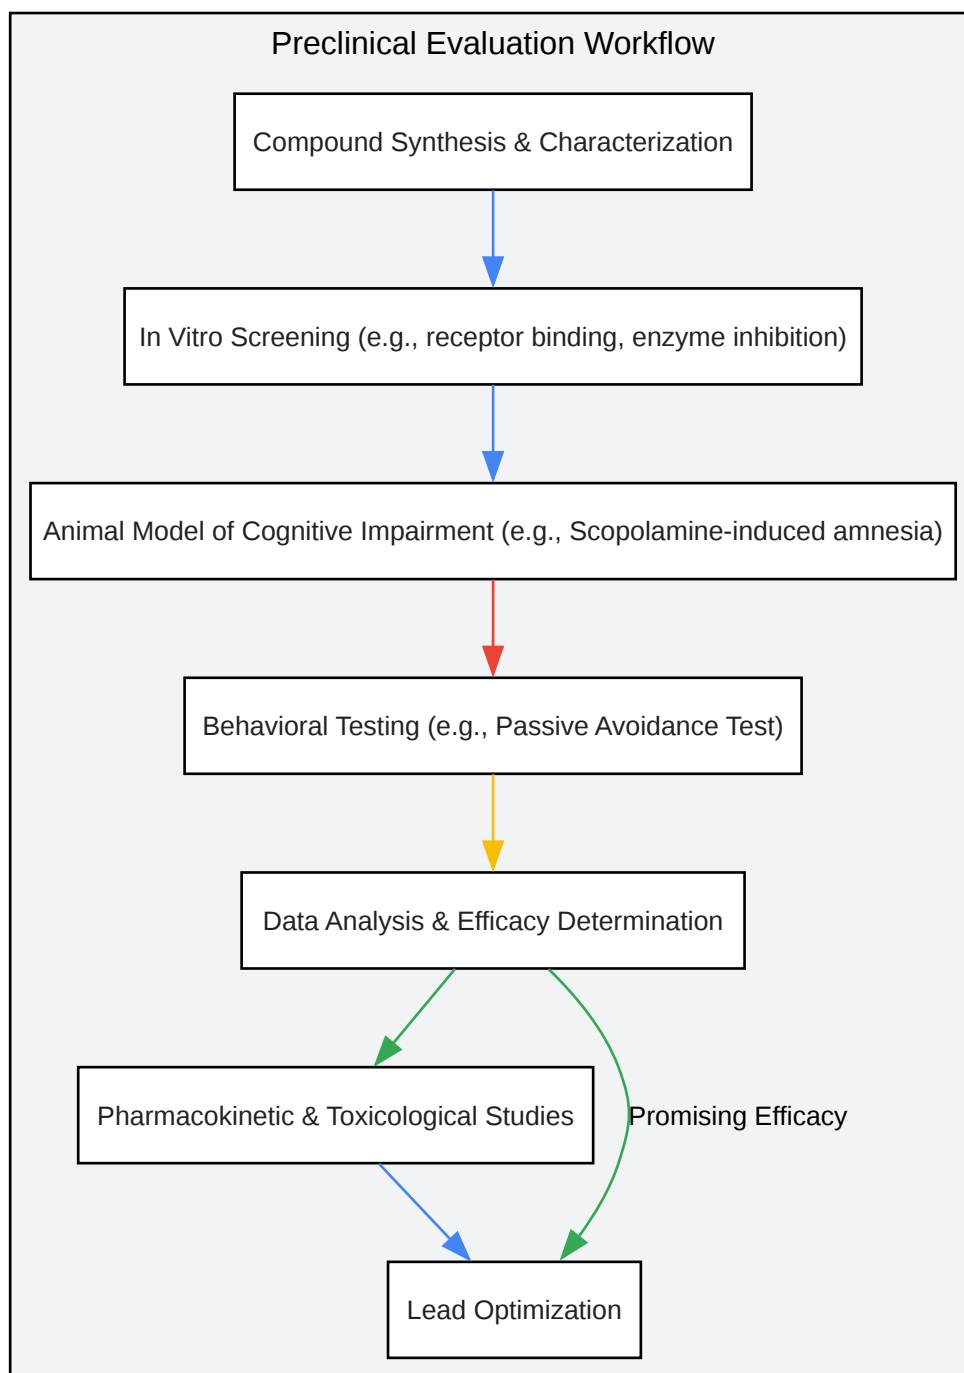 Preclinical Evaluation Workflow
Compound Synthesis & Characterization
In Vitro Screening (e.g., receptor binding, enzyme inhibition)
Animal Model of Cognitive Impairment (e.g., Scopolamine-induced amnesia)
Behavioral Testing (e.g., Passive Avoidance Test)
Data Analysis & Efficacy Determination
Pharmacokinetic & Toxicological Studies
Promising Efficacy
Lead Optimization